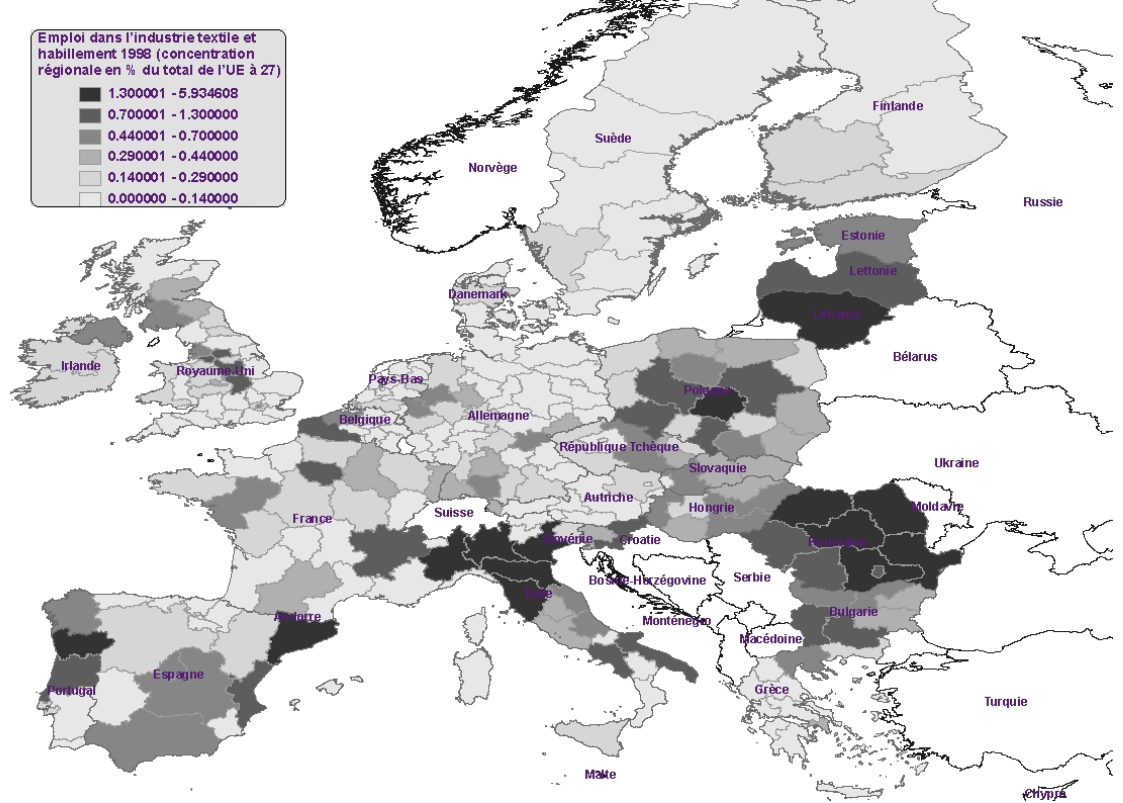 Emploi dans l'industrie textile et
habillement 1998 (concentration
régionale en % du total de l'UE à 27)
1.300001 - 5.934608
0.700001 - 1.300000
0.440001 - 0.700000
0.290001 - 0.440000
0.140001 - 0.290000
0.000000 - 0.140000
Finlande
Suède
Norvège
Russie
Estonie
Lettonie
Danemark
Lituanie
Bélarus
Irlande
Royaume-Uni
Pays-Bas
Pologne
Belgique
Allemagne
République Tchèque
Ukraine
Slovaquie
Autriche
Hongrie
Moldavie
Suisse
France
Slovénie
Croatie
Roumanie
Serbie
Bosnie-Herzégovine
Italie
Bulgarie
Andorre
Monténégro
Macédoine
Espagne
Portugal
Grèce
Turquie
Malte
Chypre